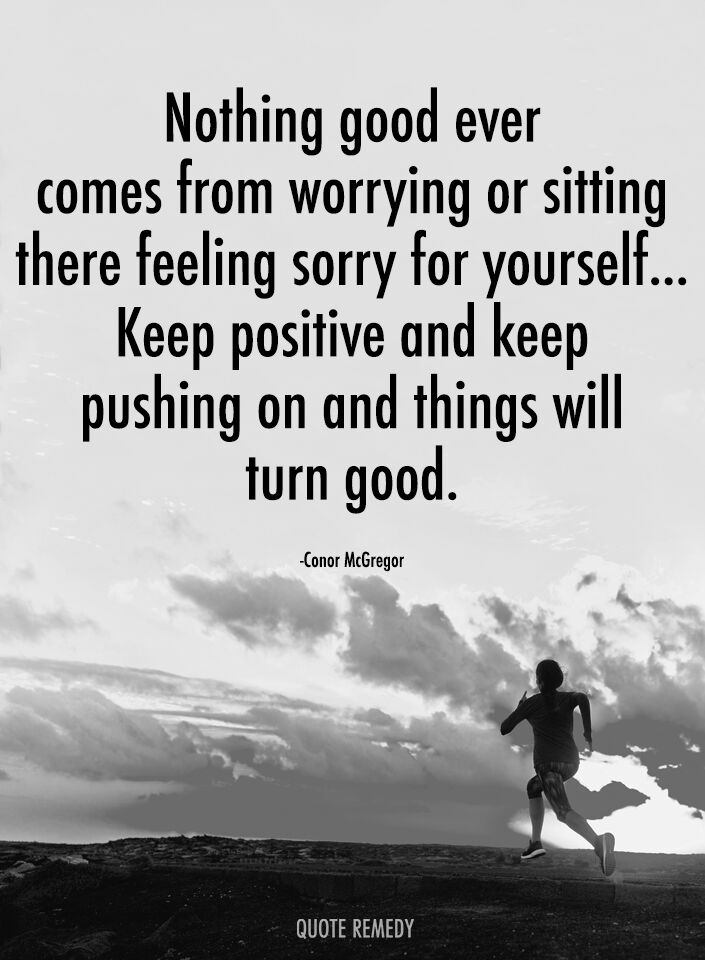 Nothing good ever
comes from worrying or sitting
there feeling sorry for yourself...
Keep positive and keep
pushing on and things will
turn good.
-Conor McGregor
QUOTE REMEDY